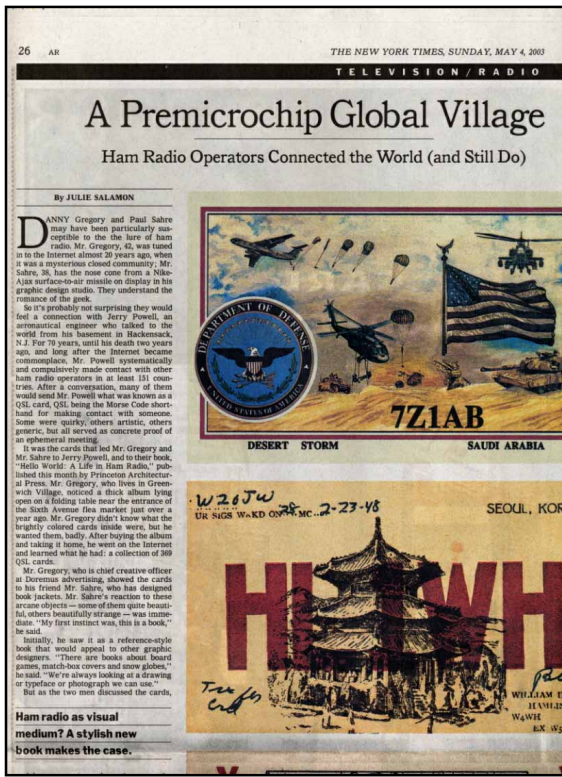 26 AR
THE NEW YORK TIMES, SUNDAY, MAY 4, 2003
TELEVISION/RADIO
A Premicrochip Global Village
Ham Radio Operators Connected the World (and Still Do)
By JULIE SALAMON
DANNY Gregory and Paul Sahre
may have been particularly sus-
ceptible to the the lure of ham
radio. Mr. Gregory, 42, was tuned
in to the Internet almost 20 years ago, when
it was a mysterious closed community; Mr.
Sahre, 38, has the nose cone from a Nike-
Ajax surface-to-air missile on display in his
graphic design studio. They understand the
romance of the geek.
So it's probably not surprising they would
feel a connection with Jerry Powell, an
aeronautical engineer who talked to the
world from his basement in Hackensack,
N.J. For 70 years, until his death two years
ago, and long after the Internet became
commonplace, Mr. Powell systematically
and compulsively made contact with other
ham radio operators in at least 151 coun-
tries. After a conversation, many of them
would send Mr. Powell what was known as a
QSL card, QSL being the Morse Code short-
hand for making contact with someone.
Some were quirky, others artistic, others
generic, but all served as concrete proof of
an ephemeral meeting.
It was the cards that led Mr. Gregory and
Mr. Sahre to Jerry Powell, and to their book,
"Hello World: A Life in Ham Radio," pub-
lished this month by Princeton Architectur-
al Press. Mr. Gregory, who lives in Green-
wich Village, noticed a thick album lying
open on a folding table near the entrance of
the Sixth Avenue flea market just over a
year ago. Mr. Gregory didn't know what the
brightly colored cards inside were, but he
wanted them, badly. After buying the album
and taking it home, he went on the Internet
and learned what he had: a collection of 369
QSL cards.
Mr. Gregory, who is chief creative officer
at Doremus advertising, showed the cards
to his friend Mr. Sahre, who has designed
book jackets. Mr. Sahre's reaction to these
arcane objects — some of them quite beauti-
ful, others beautifully strange — was imme-
diate. "My first instinct was, this is a book,"
he said.
Initially, he saw it as a reference-style
book that would appeal to other graphic
designers. "There are books about board
games, match-box covers and snow globes,"
he said. "We're always looking at a drawing
or typeface or photograph we can use."
But as the two men discussed the cards,
Ham radio as visual
medium? A stylish new
book makes the case.
DEPARTMENT OF DEFENSE
UNITED STATES OF AMERICA
7Z1AB
DESERT STORM SAUDI ARABIA
W2OJW
UR SIGS WKD ON 28 MC. 2-23-48
SEOUL, KOR
HL1WH
WILLIAM
HAMLIN
W4WH
EX W5